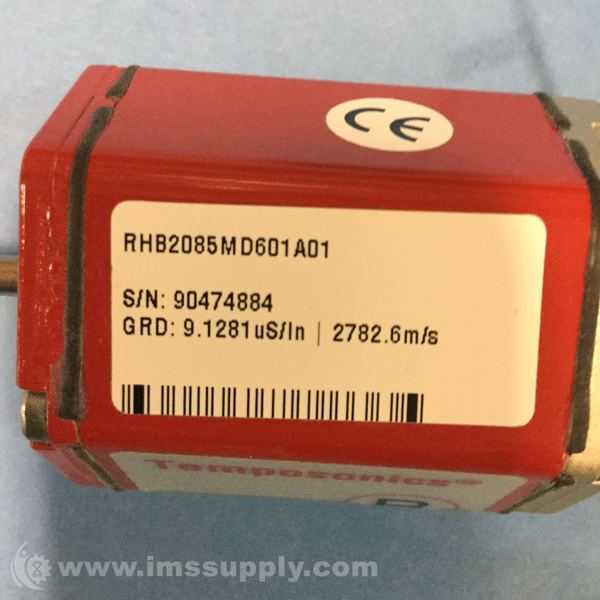 CE
RHB2085MD601A01
S/N: 90474884
GRD: 9.1281uS/In | 2782.6m/s
Temposonics®
R
www.imssupply.com